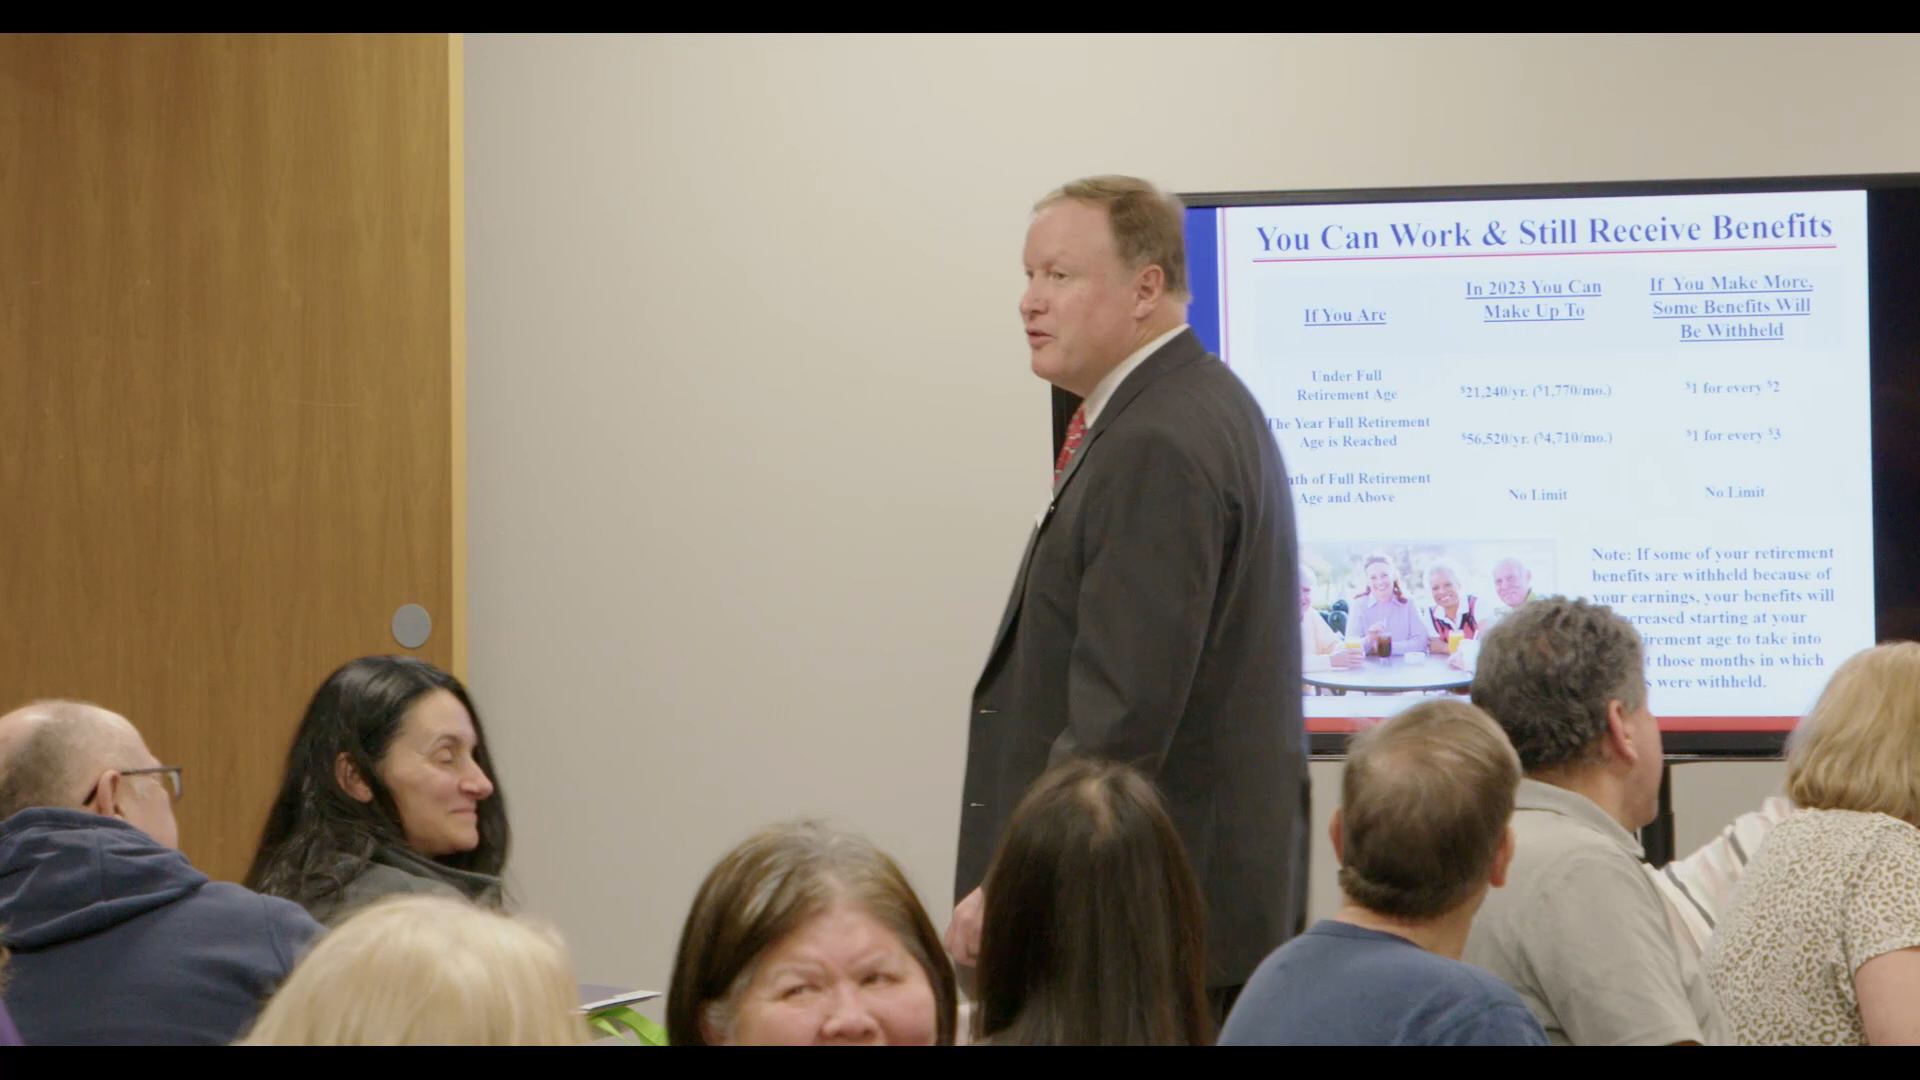 You Can Work & Still Receive Benefits
If You Are
In 2023 You Can
Make Up To
If You Make More,
Some Benefits Will
Be Withheld
Under Full
Retirement Age
$21,240/yr. ($1,770/mo.)
$1 for every $2
The Year Full Retirement
Age is Reached
$56,520/yr. ($4,710/mo.)
$1 for every $3
of Full Retirement
Age and Above
No Limit
No Limit
Note: If some of your retirement
benefits are withheld because of
your earnings, your benefits will
starting at your
age to take into
those months in which
were withheld.